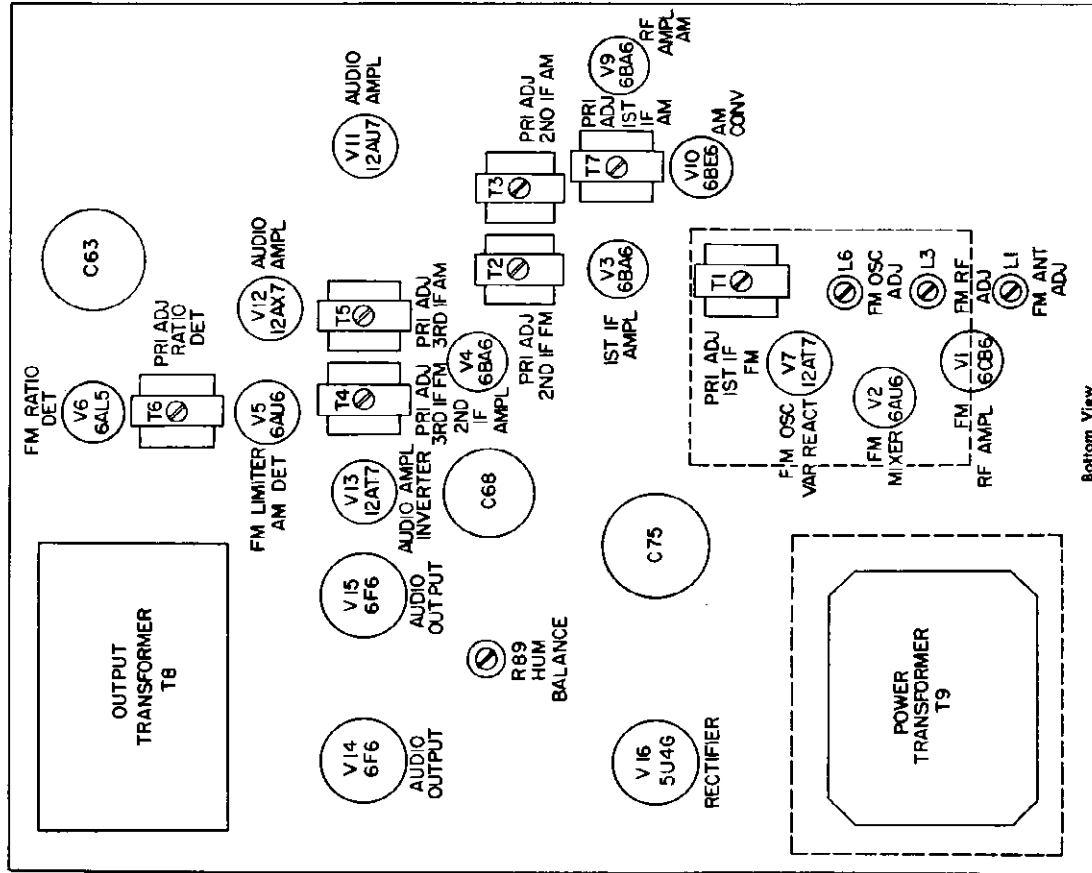 FM RATIO
DET
V6
6AL5
PRI ADJ
RATIO
DET
T6
C63
OUTPUT
TRANSFORMER
T8
FM LIMITER
AM DET
V5
6AU6
V12
12AX7
AUDIO
AMPL
V11
12AU7
AUDIO
AMPL
V14
6F6
AUDIO
OUTPUT
V15
6F6
AUDIO
OUTPUT
V13
12AT7
AUDIO AMPL
INVERTER
T4
PRI ADJ
3RD IF FM
T5
PRI ADJ
3RD IF AM
2ND
IF
AMPL
V4
6BA6
C68
R89
HUM
BALANCE
T2
PRI ADJ
2ND IF FM
T3
PRI ADJ
2ND IF AM
T7
PRI
ADJ
1ST
IF
AM
V9
6BA6
RF
AMPL
AM
V3
6BA6
1ST IF
AMPL
V10
6BE6
AM
CONV
C75
V16
5U4G
RECTIFIER
T1
PRI ADJ
1ST IF
FM
V7
12AT7
FM OSC
VAR REACT
L6
FM OSC
ADJ
V2
6AU6
FM
MIXER
L3
FM RF
ADJ
V1
6CB6
FM
RF AMPL
L1
FM ANT
ADJ
POWER
TRANSFORMER
T9
Bottom View